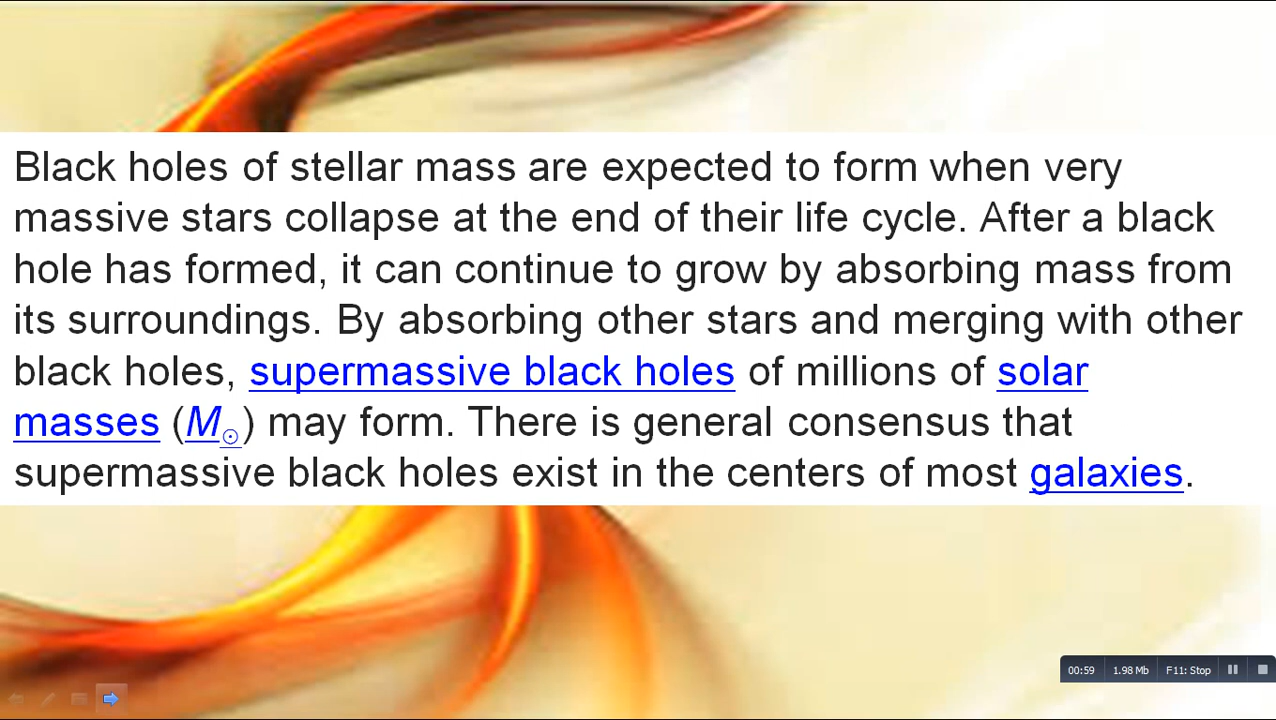 Black holes of stellar mass are expected to form when very
massive stars collapse at the end of their life cycle. After a black
hole has formed, it can continue to grow by absorbing mass from
its surroundings. By absorbing other stars and merging with other
black holes, supermassive black holes of millions of solar
masses (M☉) may form. There is general consensus that
supermassive black holes exist in the centers of most galaxies.
00:59 1.98 Mb F11: Stop